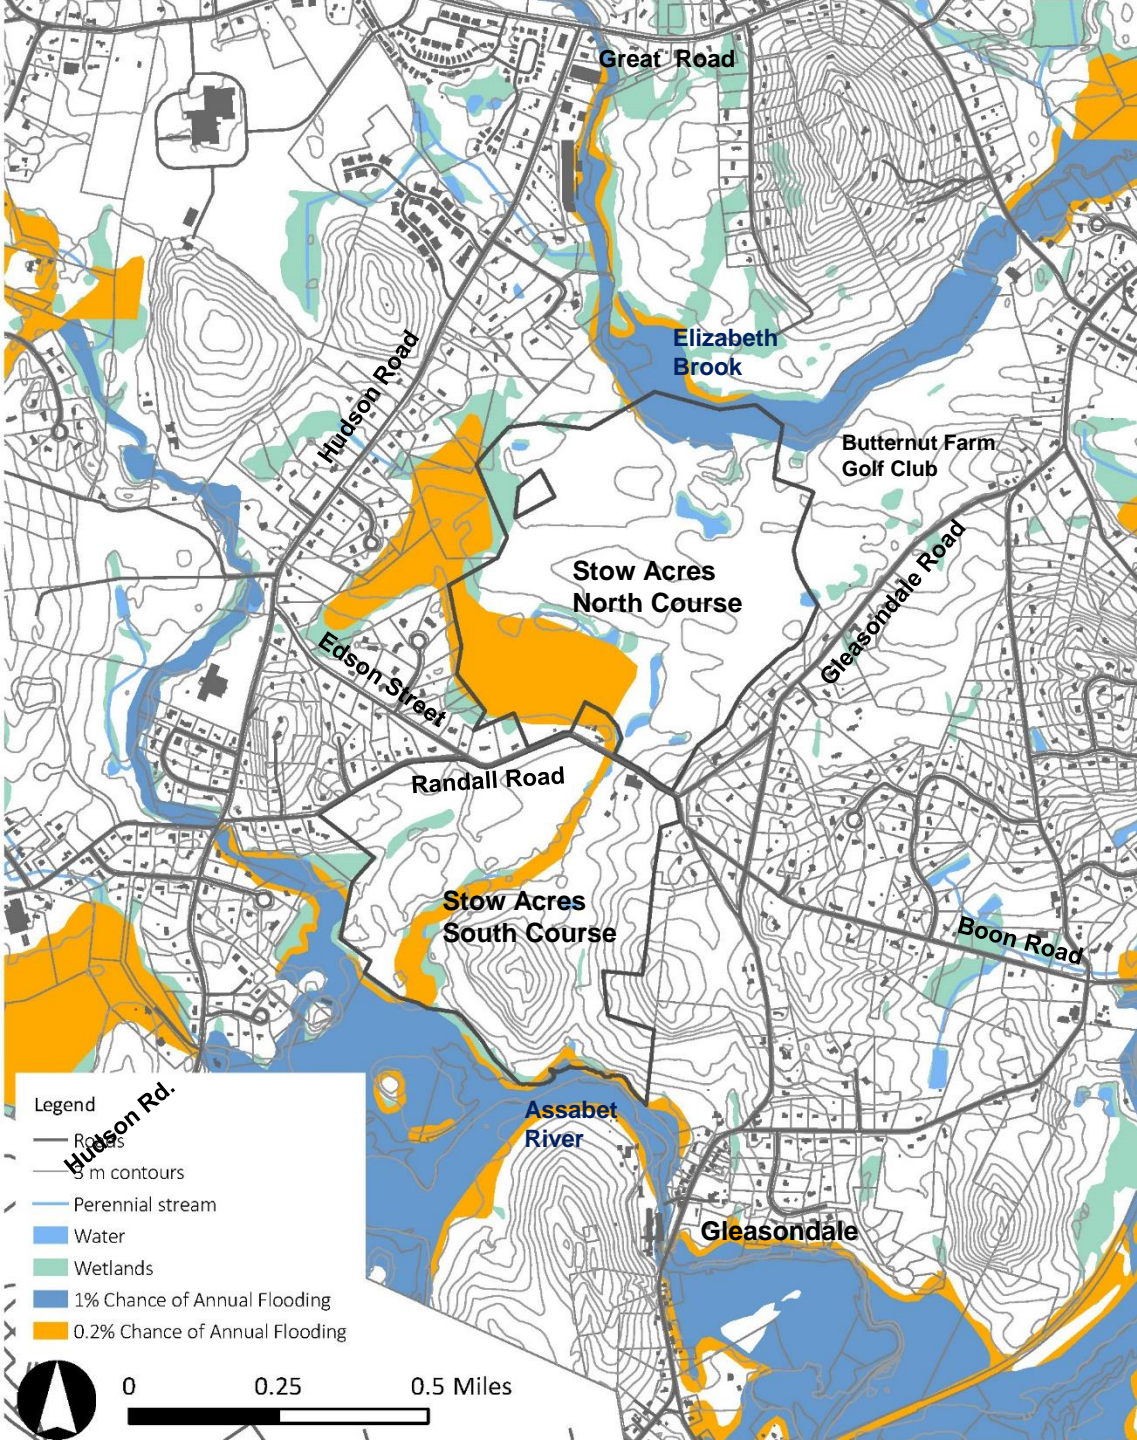 Great Road
Elizabeth
Brook
Hudson Road
Butternut Farm
Golf Club
Gleasondale Road
Stow Acres
North Course
Edson Street
Randall Road
Stow Acres
South Course
Boon Road
Assabet
River
Gleasondale
Hudson Rd.
Legend
Roads
3 m contours
Perennial stream
Water
Wetlands
1% Chance of Annual Flooding
0.2% Chance of Annual Flooding
0 0.25 0.5 Miles